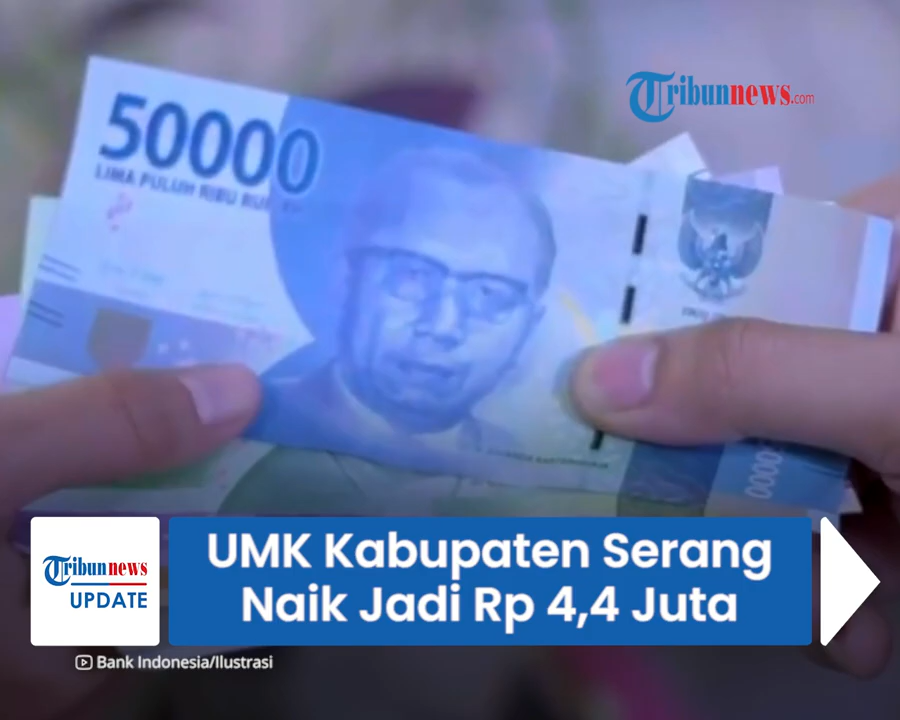 Tribunnews.com
50000
LIMA PULUH RIBU RUPIAH
50000
Tribunnews
UPDATE
UMK Kabupaten Serang
Naik Jadi Rp 4,4 Juta
Bank Indonesia/Ilustrasi